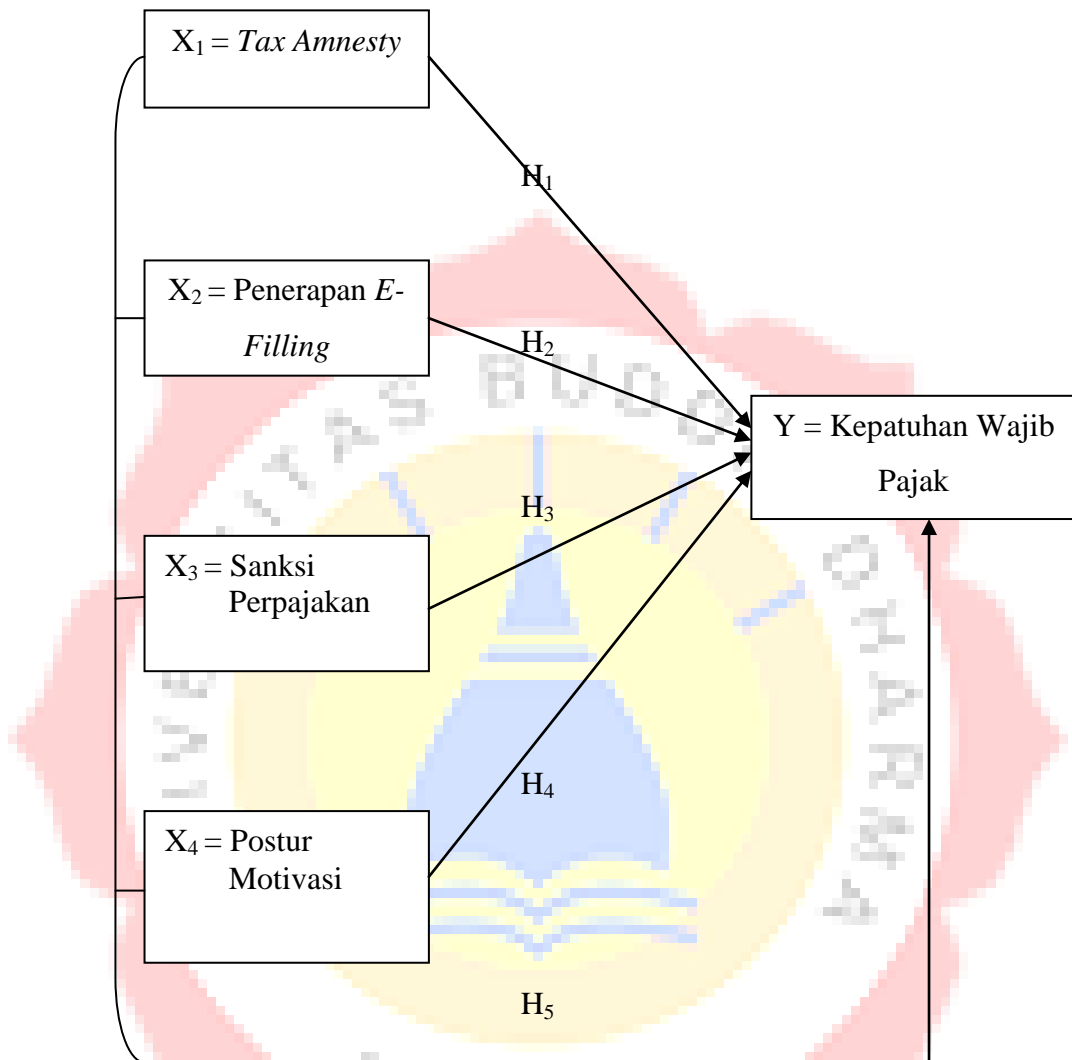 X₁ = Tax Amnesty
H₁
X₂ = Penerapan E-
Filling
H₂
Y = Kepatuhan Wajib
Pajak
H₃
X₃ = Sanksi
Perpajakan
H₄
X₄ = Postur
Motivasi
H₅